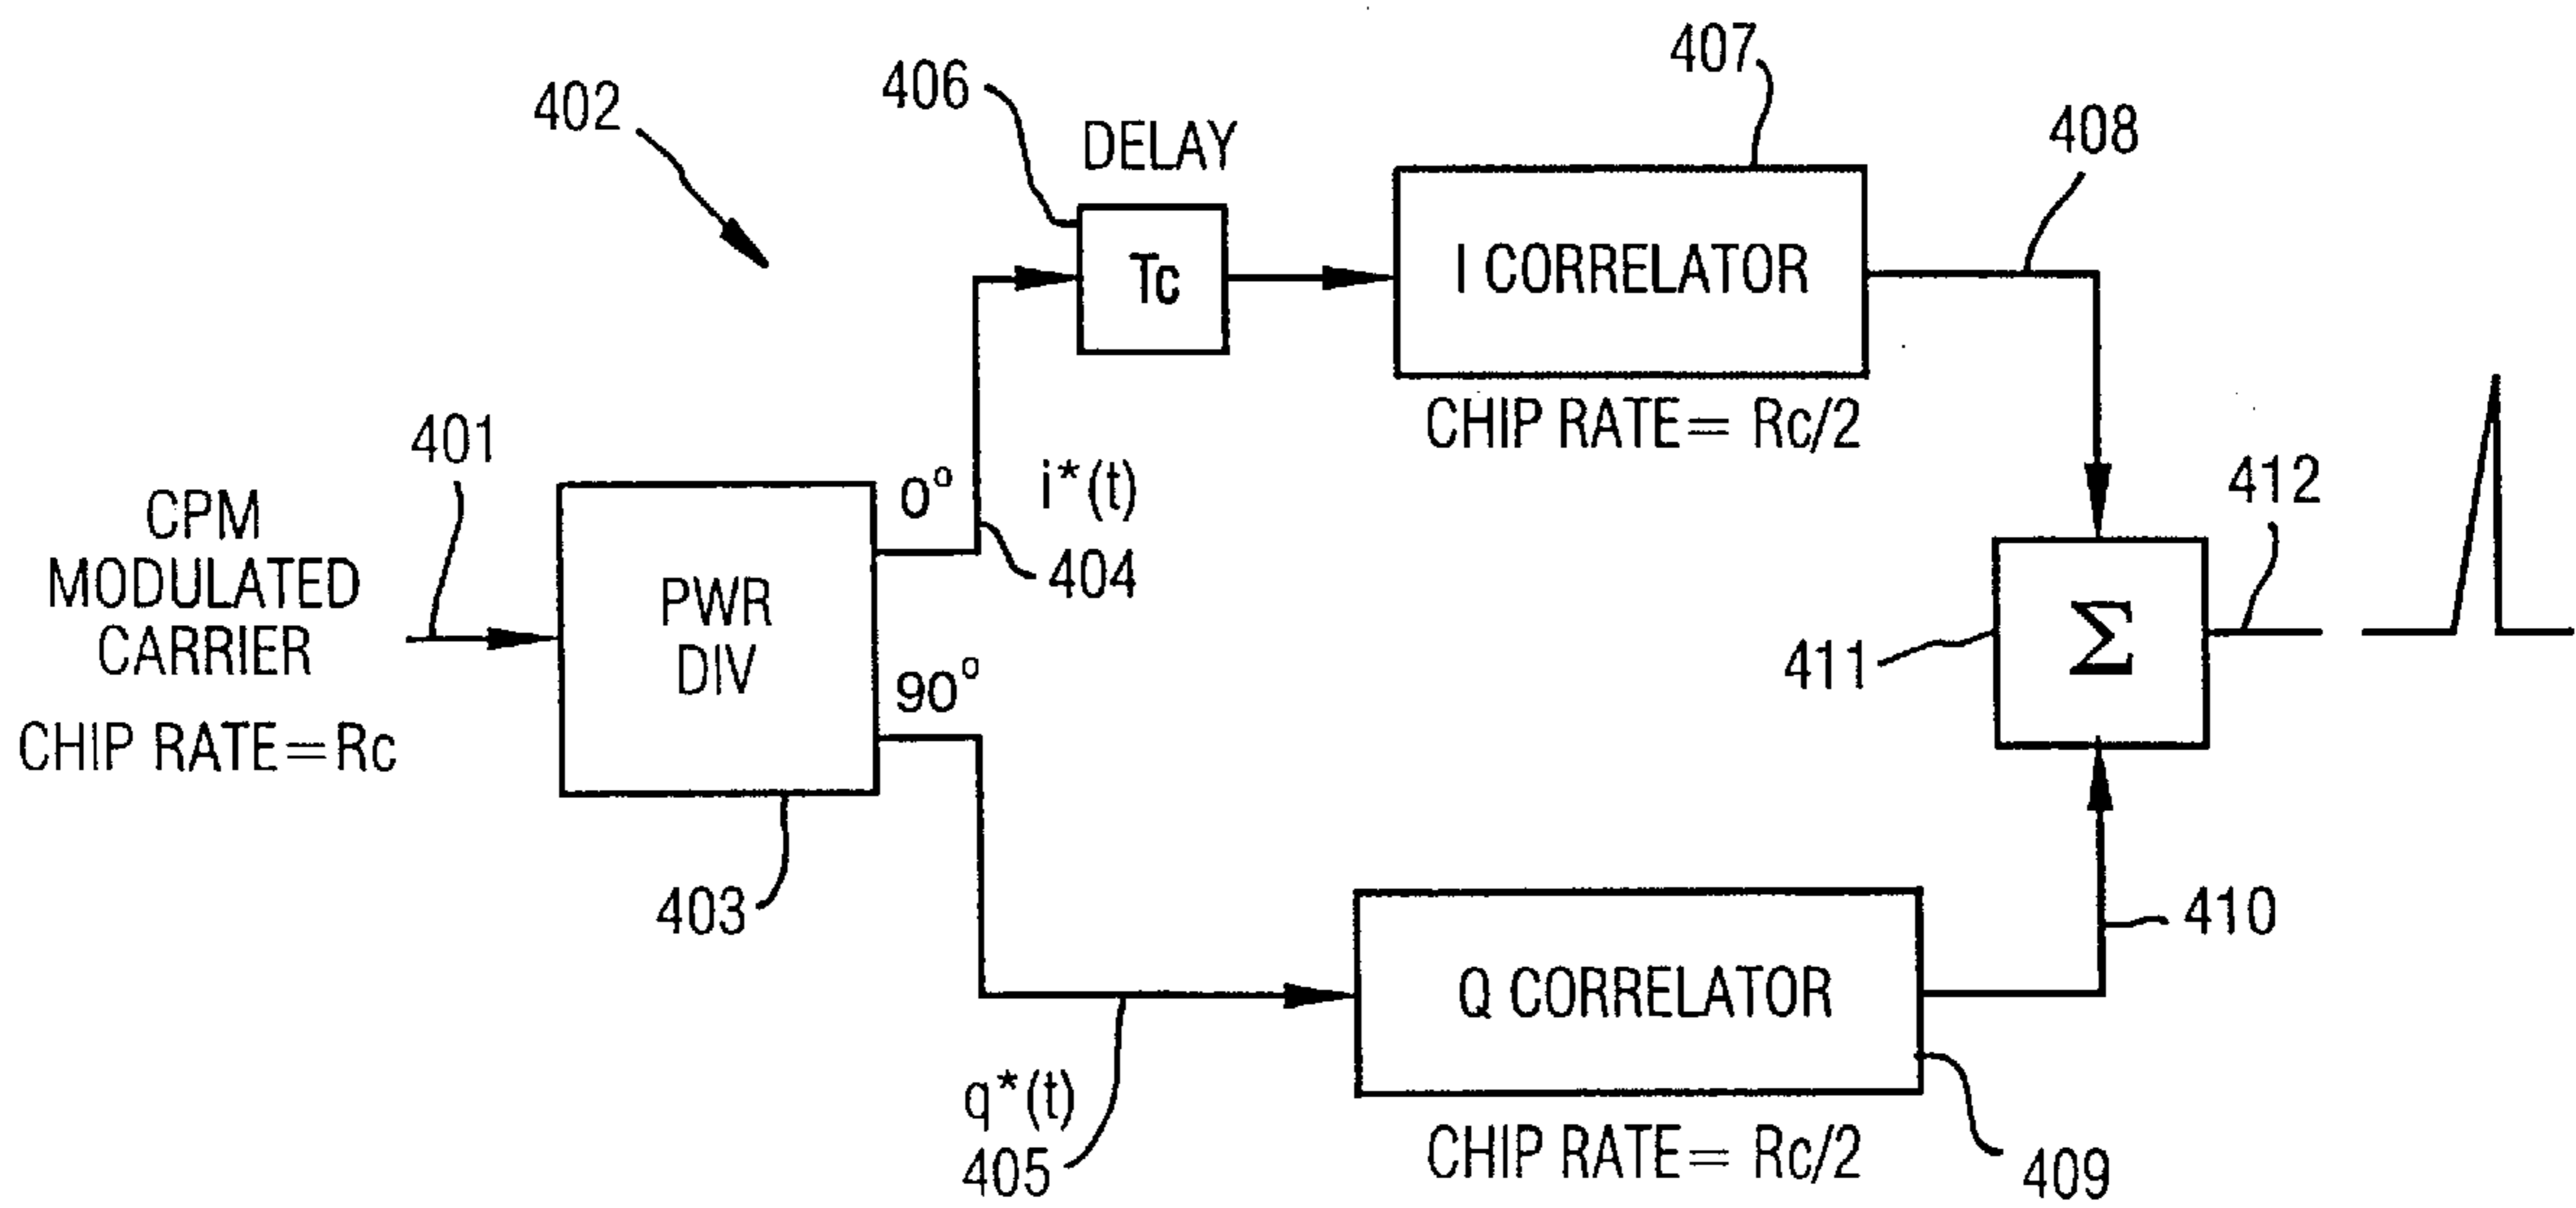 407
406
402
DELAY
408
Tc
I CORRELATOR
CHIP RATE = Rc/2
401
CPM
MODULATED
CARRIER
CHIP RATE = Rc
0°
i*(t)
404
PWR
DIV
90°
403
412
411
Σ
410
Q CORRELATOR
q*(t)
405
CHIP RATE = Rc/2
409